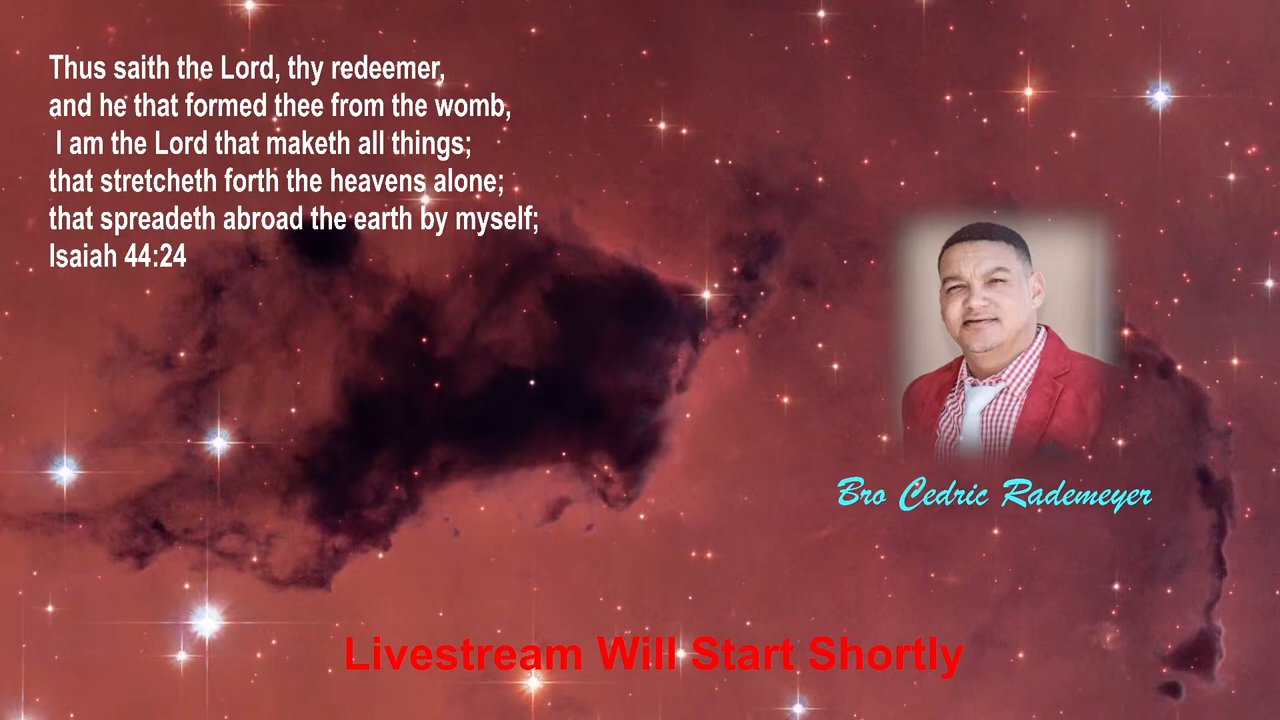 Thus saith the Lord, thy redeemer,
and he that formed thee from the womb,
I am the Lord that maketh all things;
that stretcheth forth the heavens alone;
that spreadeth abroad the earth by myself;
Isaiah 44:24
Bro Cedric Rademeyer
Livestream Will Start Shortly